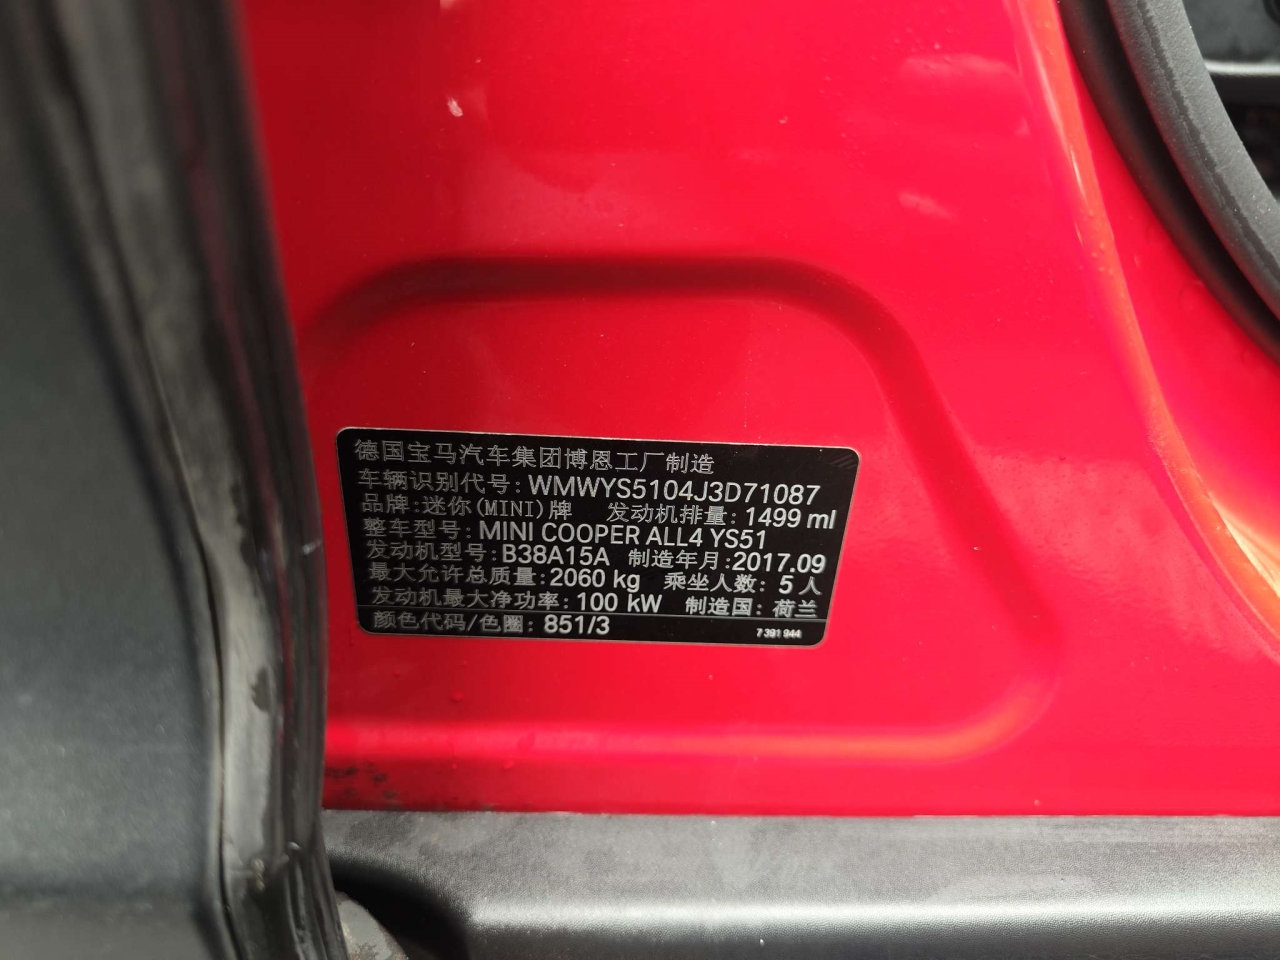 德国宝马汽车集团博恩工厂制造
车辆识别代号: WMWYS5104J3D71087
品牌:迷你(MINI)牌 发动机排量: 1499 ml
整车型号: MINI COOPER ALL4 YS51
发动机型号: B38A15A 制造年月: 2017.09
最大允许总质量: 2060 kg 乘坐人数: 5 人
发动机最大净功率: 100 kW 制造国: 荷兰
颜色代码/色圈: 851/3 7 391 944